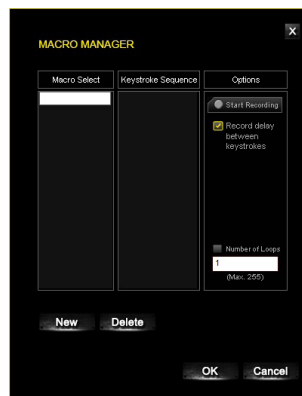 X
MACRO MANAGER
Macro Select
Keystroke Sequence
Options
Start Recording
Record delay
between
keystrokes
Number of Loops
1
(Max. 255)
New
Delete
OK
Cancel